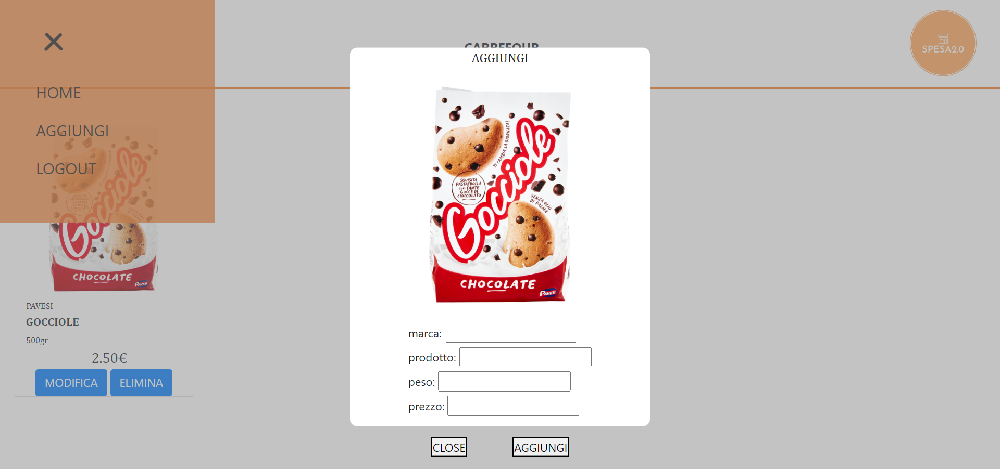 CARREFOUR
SPESA2.0
HOME
AGGIUNGI
LOGOUT
Gocciole
CHOCOLATE
PAVESI
PAVESI
GOCCIOLE
500gr
2.50€
MODIFICA ELIMINA
AGGIUNGI
TI CAMBIA LA GIORNATA!
Gocciole
SQUISITA
PASTAFROLLA
con TANTE
GOCCE DI
CIOCCOLATO
SENZA OLIO
DI PALMA
CHOCOLATE
PAVESI
marca:
prodotto:
peso:
prezzo:
CLOSE AGGIUNGI